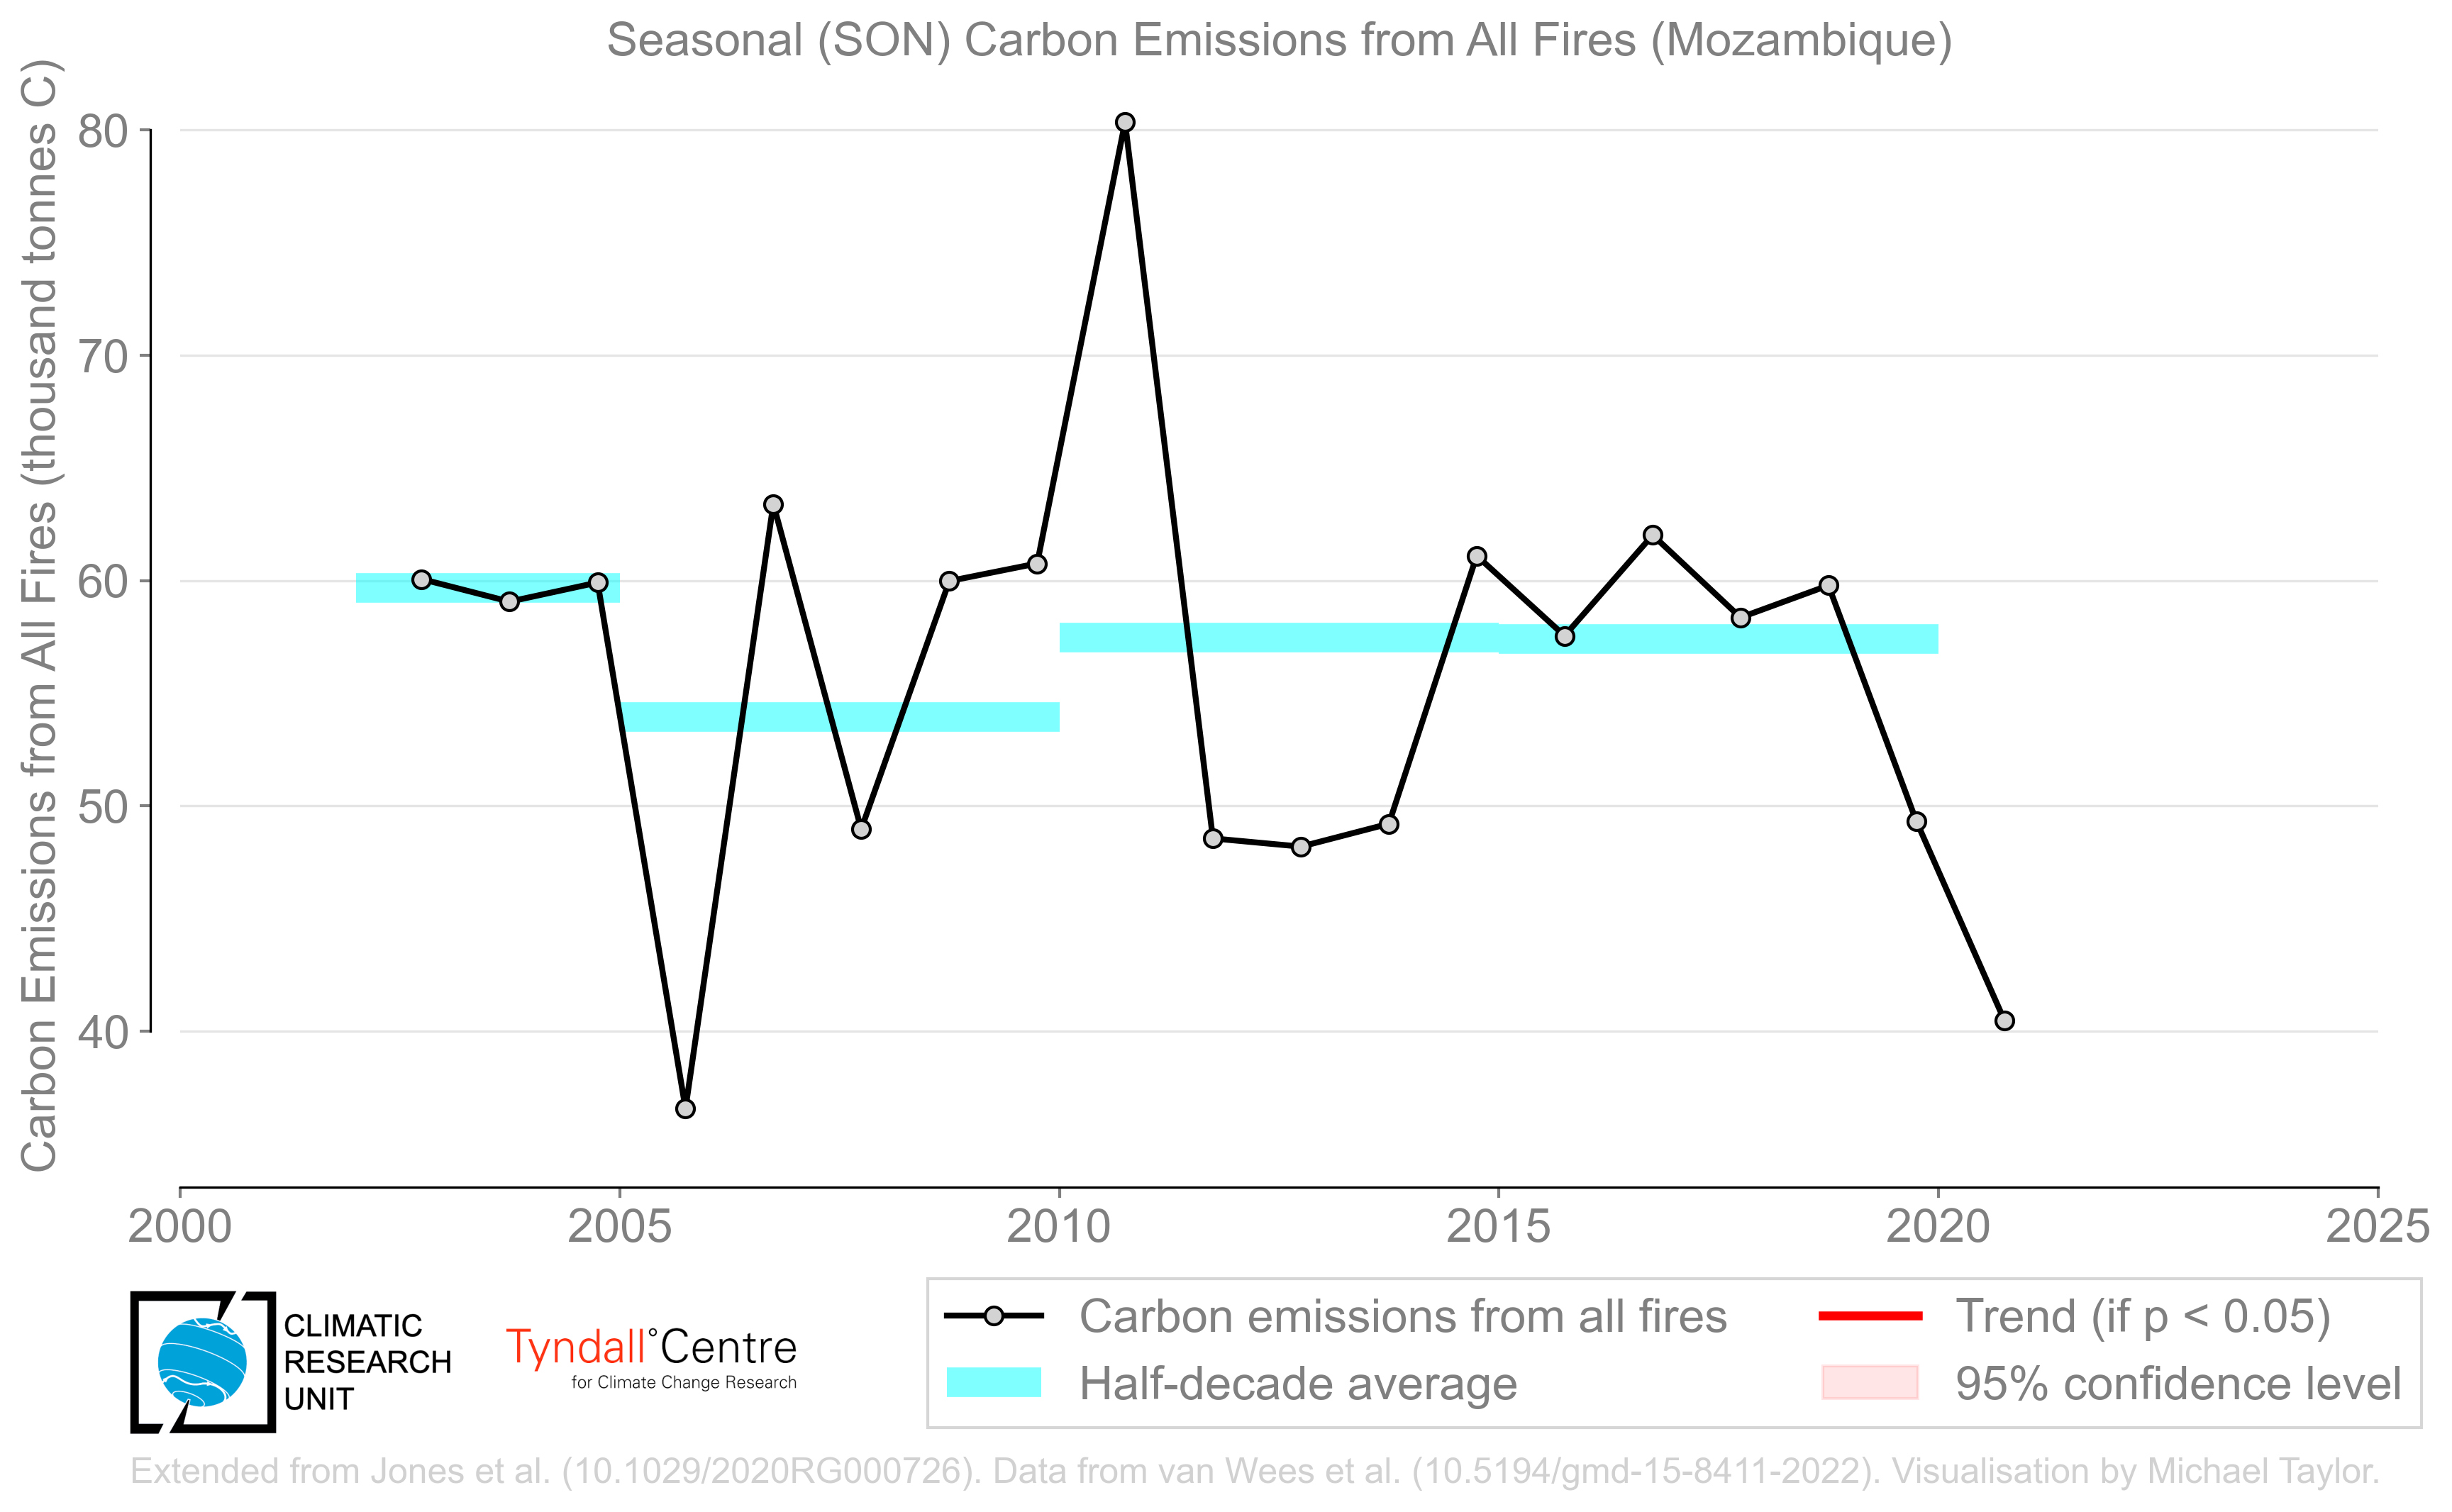 Seasonal (SON) Carbon Emissions from All Fires (Mozambique)
Carbon Emissions from All Fires (thousand tonnes C)
80
70
60
50
40
2000
2005
2010
2015
2020
2025
CLIMATIC
RESEARCH
UNIT
Tyndall°Centre
for Climate Change Research
Carbon emissions from all fires
Half-decade average
Trend (if p < 0.05)
95% confidence level
Extended from Jones et al. (10.1029/2020RG000726). Data from van Wees et al. (10.5194/gmd-15-8411-2022). Visualisation by Michael Taylor.